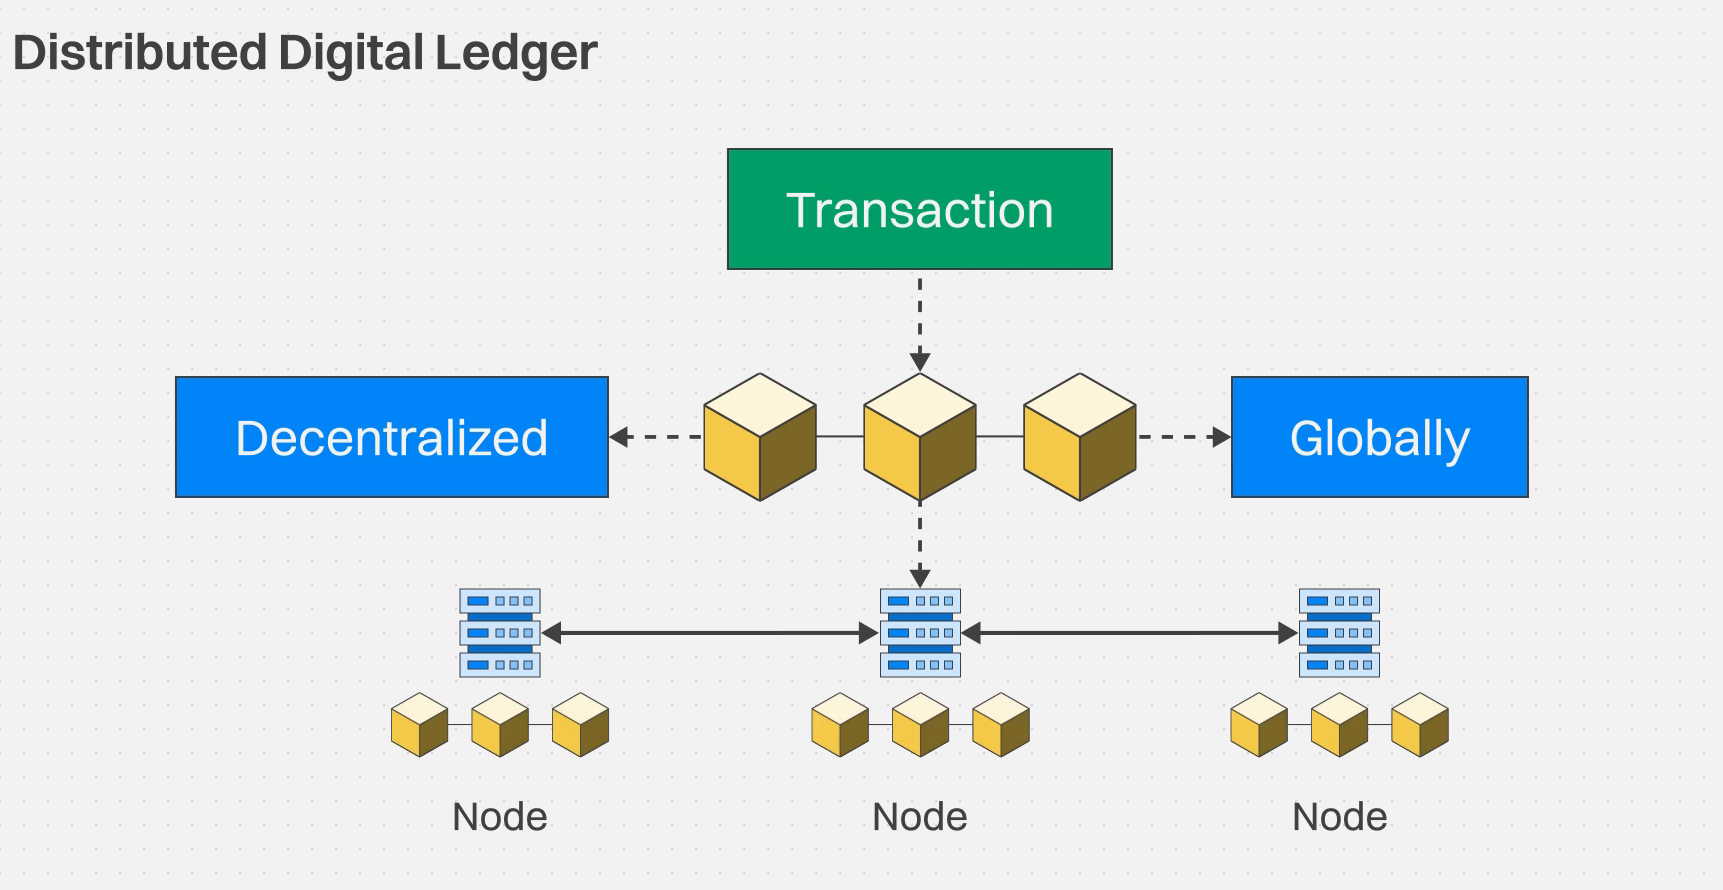 Distributed Digital Ledger
Transaction
Decentralized
Globally
Node
Node
Node